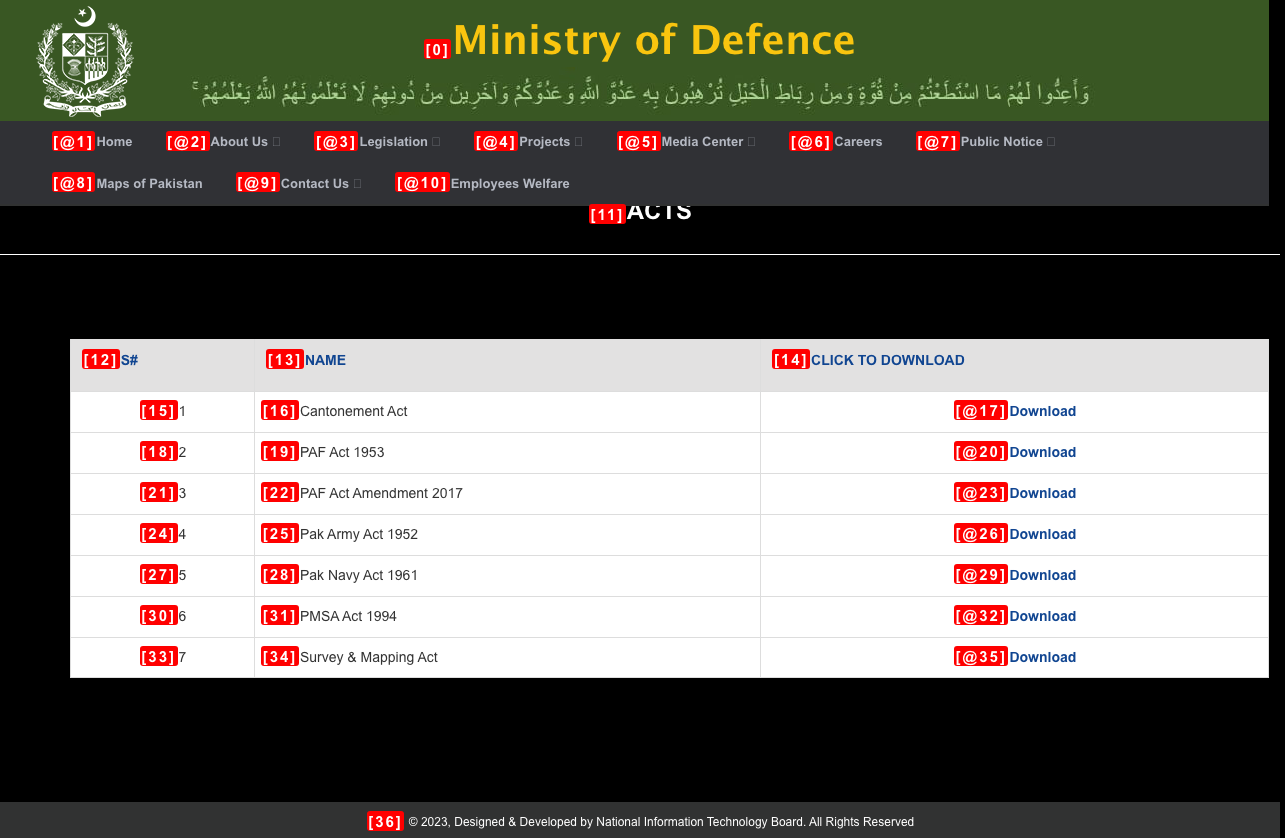 [0] Ministry of Defence
وَأَعِدُّوا لَهُمْ مَا اسْتَطَعْتُمْ مِنْ قُوَّةٍ وَمِنْ رِبَاطِ الْخَيْلِ تُرْهِبُونَ بِهِ عَدُوَّ اللَّهِ وَعَدُوَّكُمْ وَآخَرِينَ مِنْ دُونِهِمْ لَا تَعْلَمُونَهُمُ اللَّهُ يَعْلَمُهُمْ ۚ
[@1] Home [@2] About Us [@3] Legislation [@4] Projects [@5] Media Center [@6] Careers [@7] Public Notice
[@8] Maps of Pakistan [@9] Contact Us [@10] Employees Welfare
[11] ACTS
[12] S# [13] NAME [14] CLICK TO DOWNLOAD
[15] 1 [16] Cantonement Act [@17] Download
[18] 2 [19] PAF Act 1953 [@20] Download
[21] 3 [22] PAF Act Amendment 2017 [@23] Download
[24] 4 [25] Pak Army Act 1952 [@26] Download
[27] 5 [28] Pak Navy Act 1961 [@29] Download
[30] 6 [31] PMSA Act 1994 [@32] Download
[33] 7 [34] Survey & Mapping Act [@35] Download
[36] © 2023, Designed & Developed by National Information Technology Board. All Rights Reserved